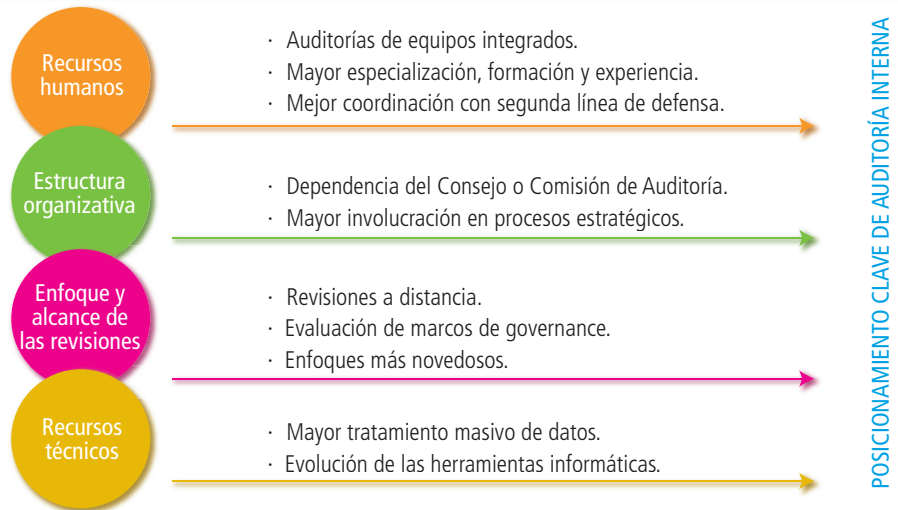 Recursos
humanos
· Auditorías de equipos integrados.
· Mayor especialización, formación y experiencia.
· Mejor coordinación con segunda línea de defensa.
Estructura
organizativa
· Dependencia del Consejo o Comisión de Auditoría.
· Mayor involucración en procesos estratégicos.
Enfoque y
alcance de
las revisiones
· Revisiones a distancia.
· Evaluación de marcos de governance.
· Enfoques más novedosos.
Recursos
técnicos
· Mayor tratamiento masivo de datos.
· Evolución de las herramientas informáticas.
POSICIONAMIENTO CLAVE DE AUDITORÍA INTERNA